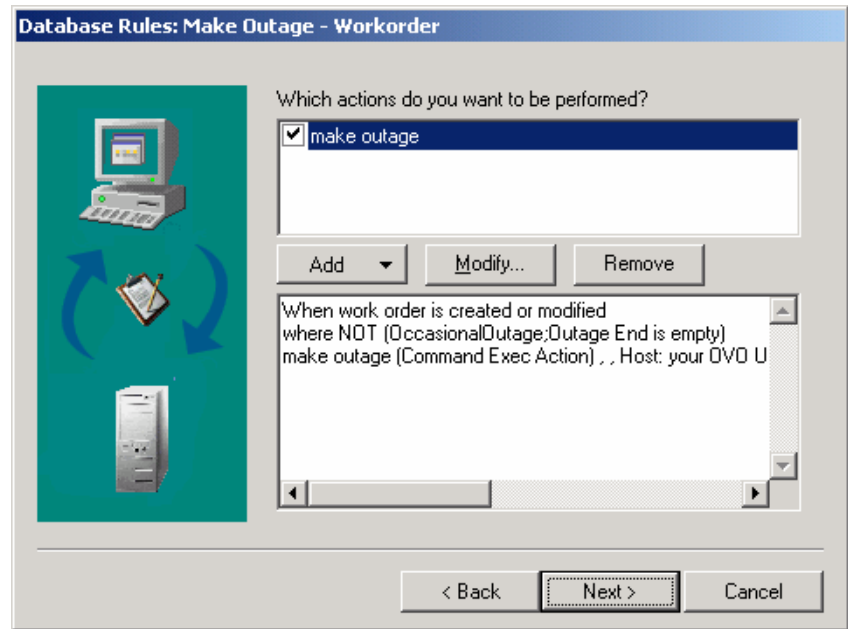 Database Rules: Make Outage - Workorder
Which actions do you want to be performed?
make outage
Add
Modify...
Remove
When work order is created or modified
where NOT (OccasionalOutage;Outage End is empty)
make outage (Command Exec Action) , , Host: your OVO U
< Back
Next >
Cancel